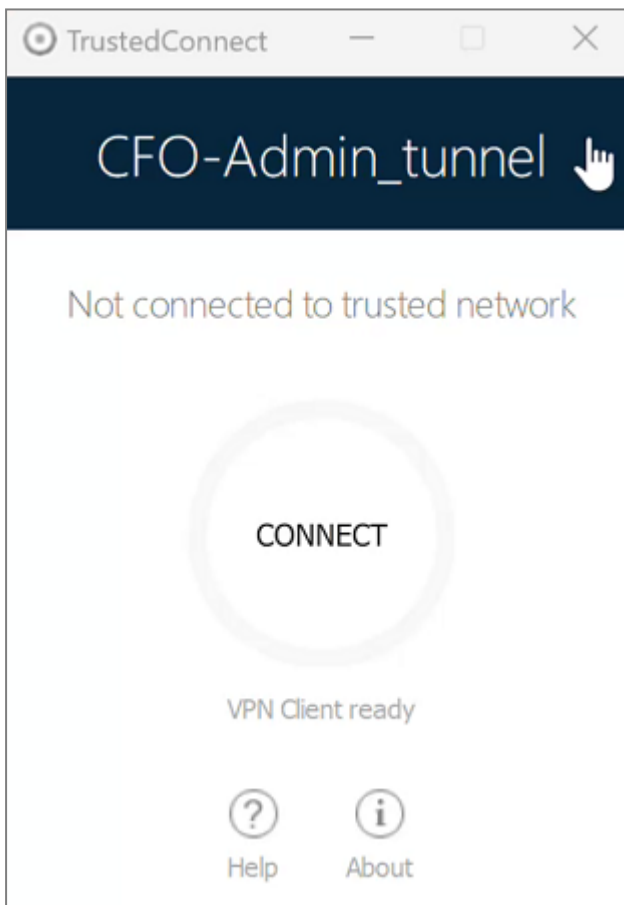 TrustedConnect
CFO-Admin_tunnel
Not connected to trusted network
CONNECT
VPN Client ready
Help About